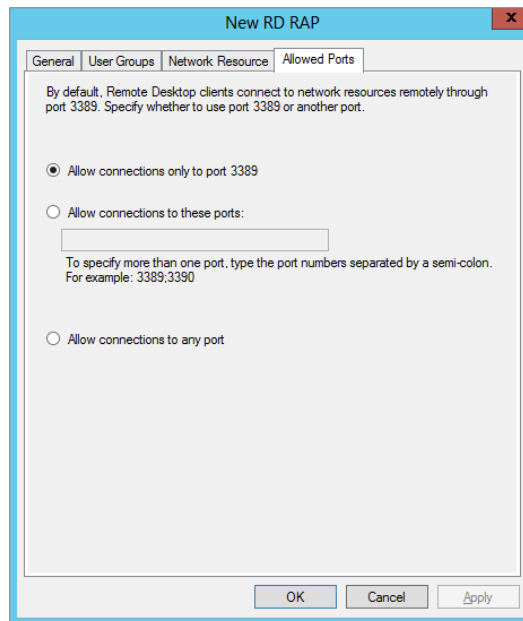 New RD RAP
x
General User Groups Network Resource Allowed Ports
By default, Remote Desktop clients connect to network resources remotely through
port 3389. Specify whether to use port 3389 or another port.
Allow connections only to port 3389
Allow connections to these ports:
To specify more than one port, type the port numbers separated by a semi-colon.
For example: 3389;3390
Allow connections to any port
OK Cancel Apply